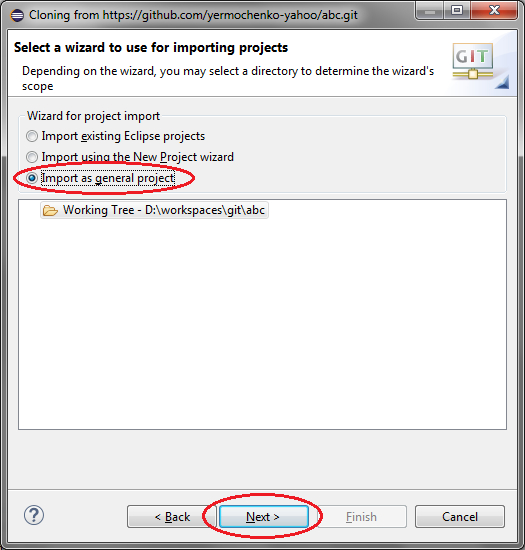 Cloning from https://github.com/yermochenko-yahoo/abc.git
Select a wizard to use for importing projects
Depending on the wizard, you may select a directory to determine the wizard's
scope
GIT
Wizard for project import
Import existing Eclipse projects
Import using the New Project wizard
Import as general project
Working Tree - D:\workspaces\git\abc
?
< Back
Next >
Finish
Cancel